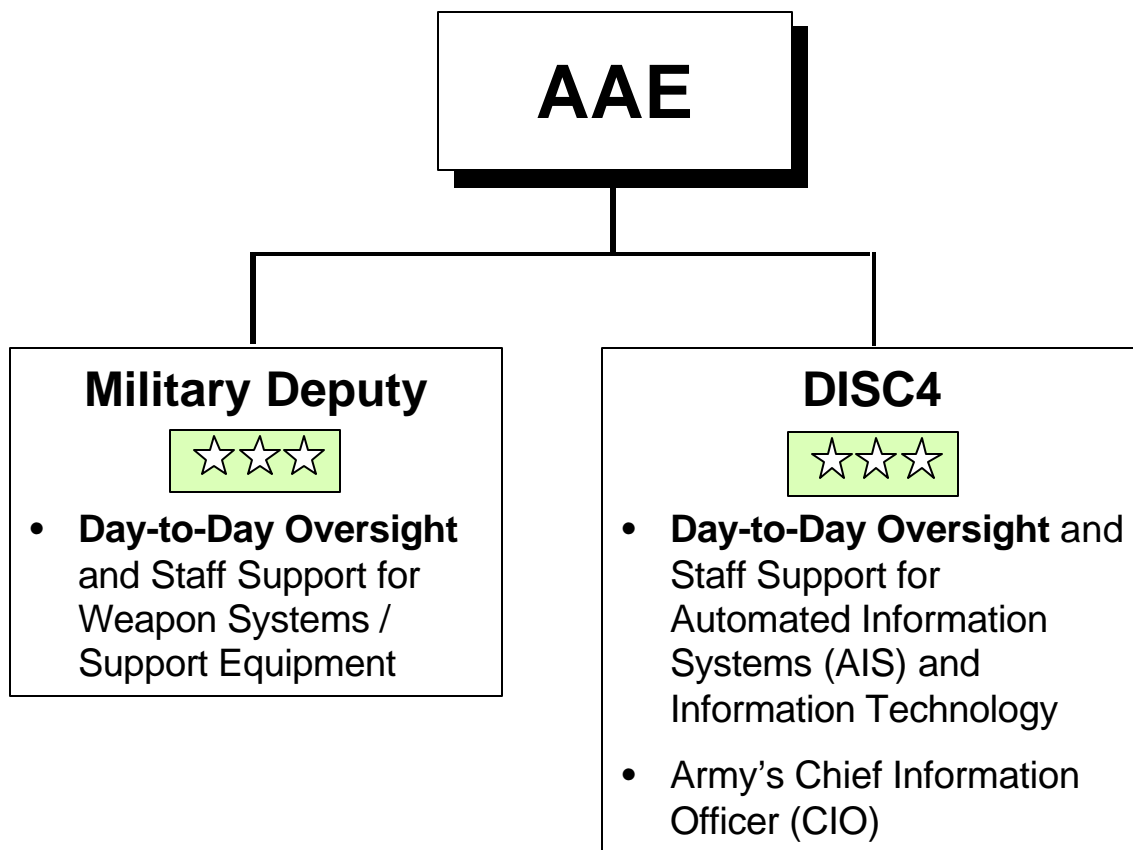 AAE
Military Deputy
• Day-to-Day Oversight
and Staff Support for
Weapon Systems /
Support Equipment
DISC4
• Day-to-Day Oversight and
Staff Support for
Automated Information
Systems (AIS) and
Information Technology
• Army’s Chief Information
Officer (CIO)